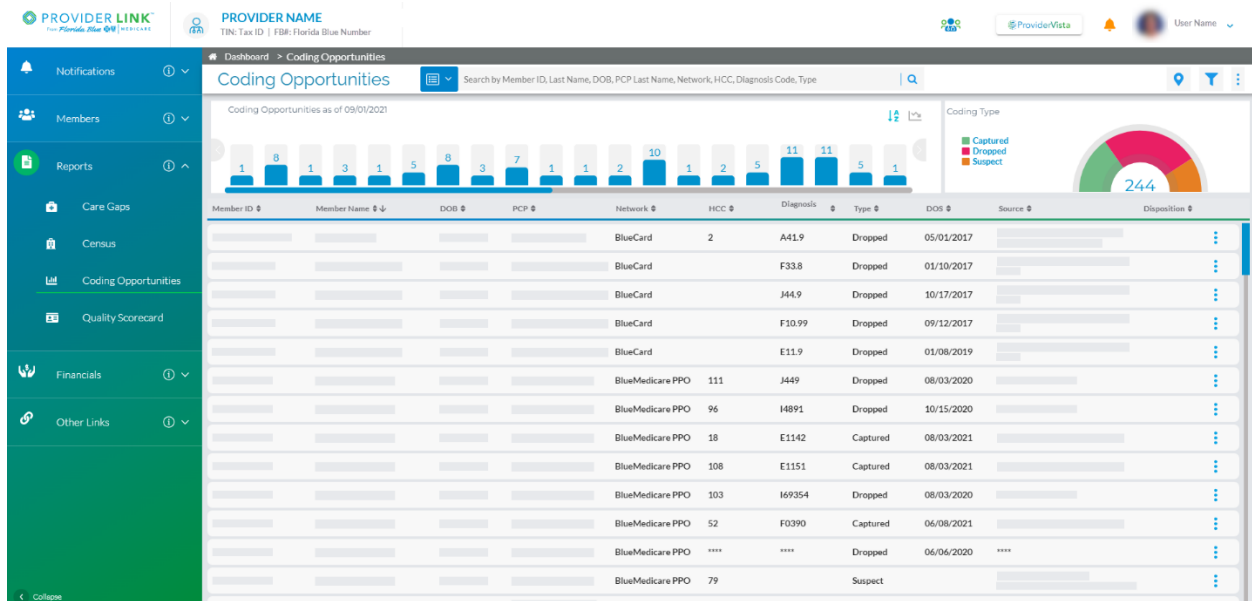 PROVIDER LINK™
For Florida Blue MEDICARE
PROVIDER NAME
TIN: Tax ID | FB#: Florida Blue Number
ProviderVista
User Name
Notifications
Members
Reports
Care Gaps
Census
Coding Opportunities
Quality Scorecard
Financials
Other Links
Collapse
Dashboard > Coding Opportunities
Coding Opportunities
Search by Member ID, Last Name, DOB, PCP Last Name, Network, HCC, Diagnosis Code, Type
Coding Opportunities as of 09/01/2021
1 8 1 3 1 5 8 3 7 1 1 2 10 1 2 5 11 11 5 1
Coding Type
Captured
Dropped
Suspect
244
Member ID Member Name DOB PCP Network HCC Diagnosis Type DOS Source Disposition
BlueCard 2 A41.9 Dropped 05/01/2017
BlueCard F33.8 Dropped 01/10/2017
BlueCard J44.9 Dropped 10/17/2017
BlueCard F10.99 Dropped 09/12/2017
BlueCard E11.9 Dropped 01/08/2019
BlueMedicare PPO 111 J449 Dropped 08/03/2020
BlueMedicare PPO 96 I4891 Dropped 10/15/2020
BlueMedicare PPO 18 E1142 Captured 08/03/2021
BlueMedicare PPO 108 E1151 Captured 08/03/2021
BlueMedicare PPO 103 I69354 Dropped 08/03/2020
BlueMedicare PPO 52 F0390 Captured 06/08/2021
BlueMedicare PPO **** **** Dropped 06/06/2020 ****
BlueMedicare PPO 79 Suspect